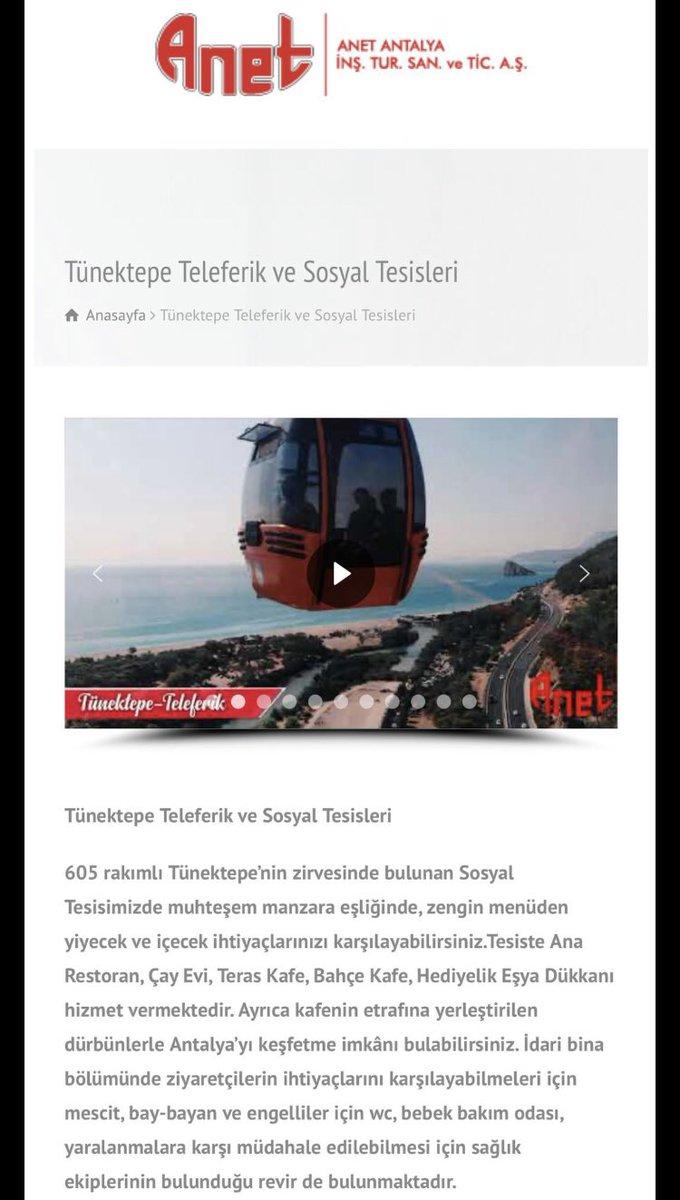 Anet
ANET ANTALYA
İNŞ. TUR. SAN. ve TİC. A.Ş.
Tünektepe Teleferik ve Sosyal Tesisleri
Anasayfa > Tünektepe Teleferik ve Sosyal Tesisleri
Tünektepe-Teleferik
Anet
Tünektepe Teleferik ve Sosyal Tesisleri
605 rakımlı Tünektepe’nin zirvesinde bulunan Sosyal
Tesisimizde muhteşem manzara eşliğinde, zengin menüden
yiyecek ve içecek ihtiyaçlarınızı karşılayabilirsiniz.Tesiste Ana
Restoran, Çay Evi, Teras Kafe, Bahçe Kafe, Hediyelik Eşya Dükkanı
hizmet vermektedir. Ayrıca kafenin etrafına yerleştirilen
dürbünlerle Antalya’yı keşfetme imkânı bulabilirsiniz. İdari bina
bölümünde ziyaretçilerin ihtiyaçlarını karşılayabilmeleri için
mescit, bay-bayan ve engelliler için wc, bebek bakım odası,
yaralanmalara karşı müdahale edilebilmesi için sağlık
ekiplerinin bulunduğu revir de bulunmaktadır.